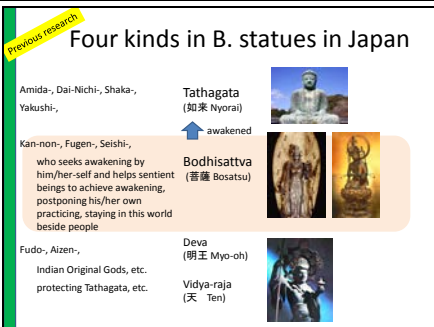 Previous research
Four kinds in B. statues in Japan
Amida-, Dai-Nichi-, Shaka-,
Yakushi-,
Tathagata
(如来 Nyorai)
awakened
Kan-non-, Fugen-, Seishi-,
who seeks awakening by
him/her-self and helps sentient
beings to achieve awakening,
postponing his/her own
practicing, staying in this world
beside people
Bodhisattva
(菩薩 Bosatsu)
Fudo-, Aizen-,
Indian Original Gods, etc.
protecting Tathagata, etc.
Deva
(明王 Myo-oh)
Vidya-raja
(天 Ten)